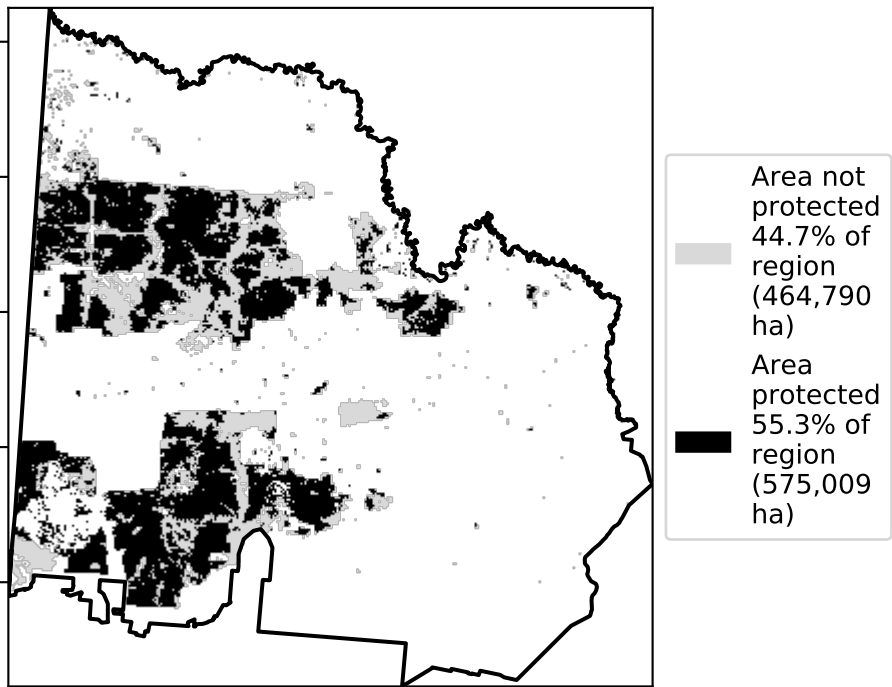 Area not
protected
44.7% of
region
(464,790
ha)
Area
protected
55.3% of
region
(575,009
ha)